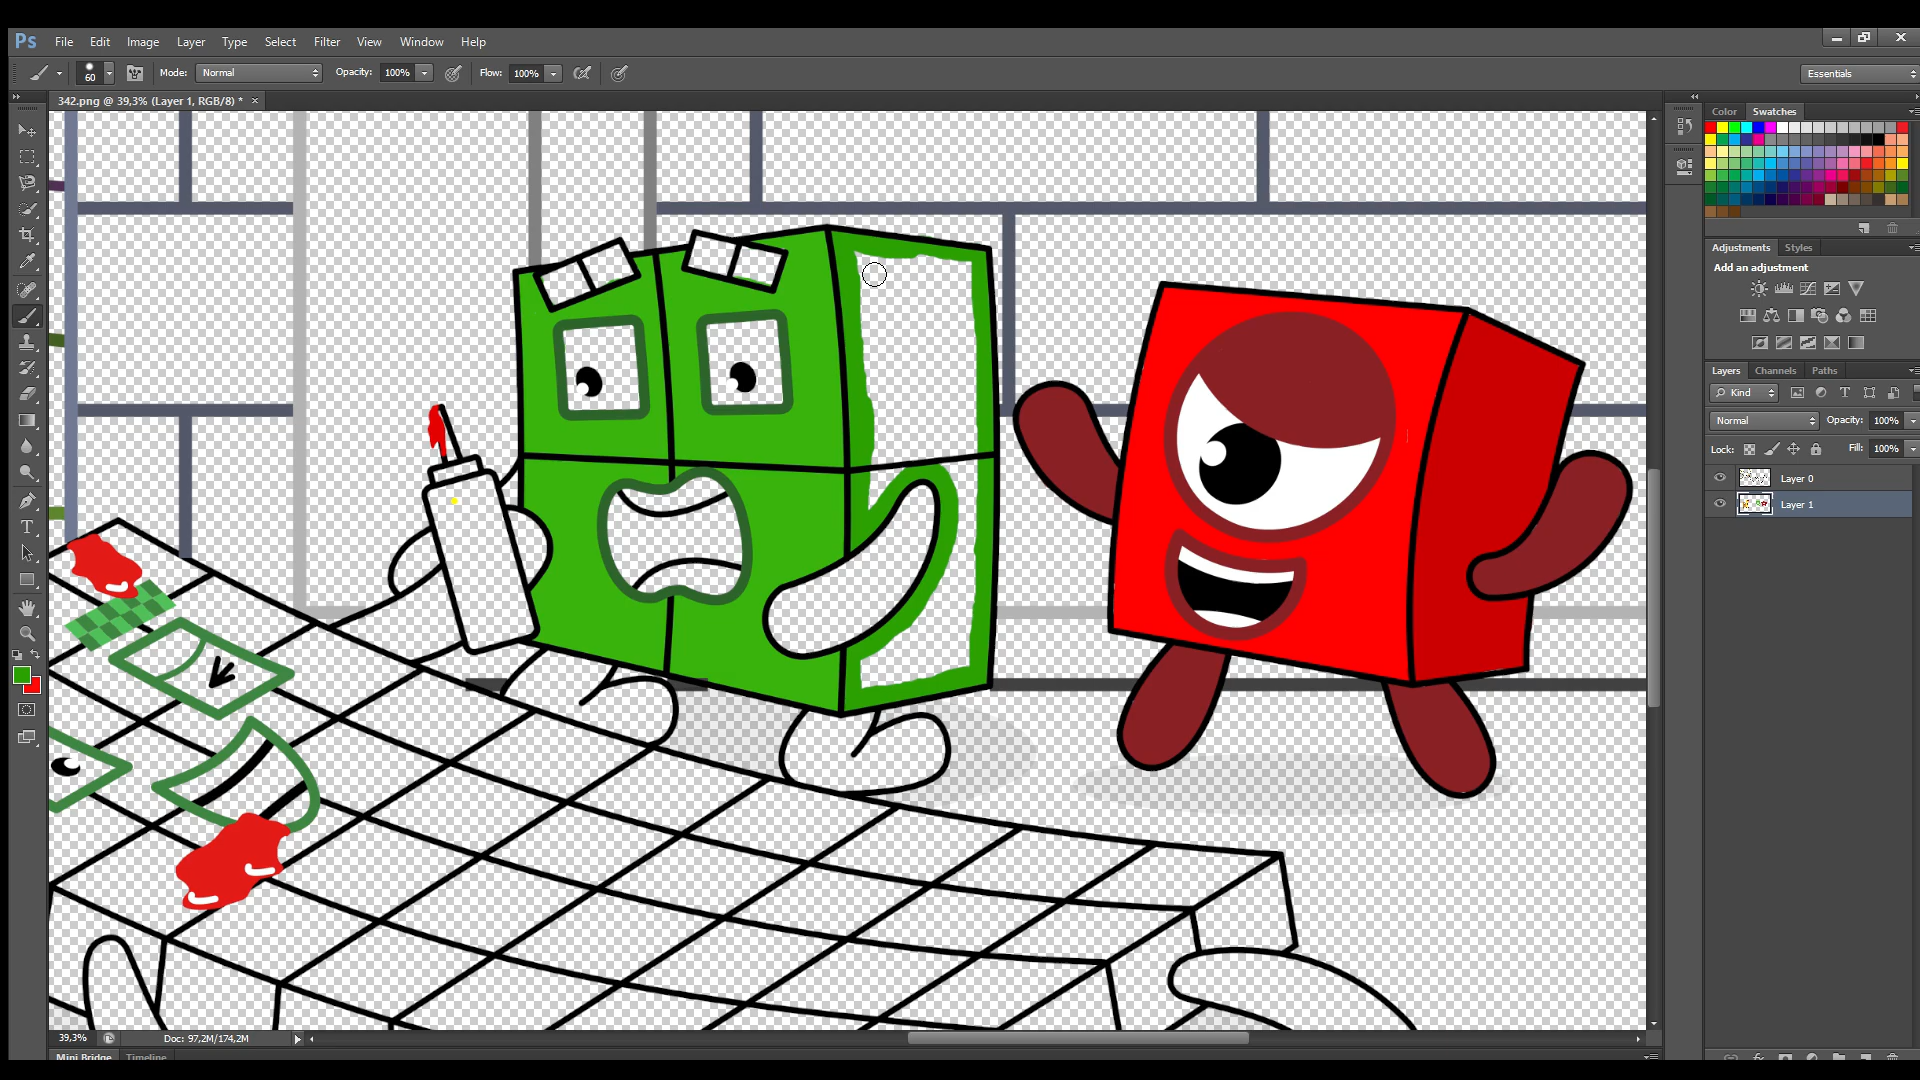 Ps File Edit Image Layer Type Select Filter View Window Help
60 Mode: Normal Opacity: 100% Flow: 100% Essentials
342.png @ 39,3% (Layer 1, RGB/8) * ×
Color Swatches
Adjustments Styles
Add an adjustment
Layers Channels Paths
Kind T
Normal Opacity: 100%
Lock: Fill: 100%
Layer 0
Layer 1
T
39,3% Doc: 97,2M/174,2M
Mini Bridge Timeline
fx